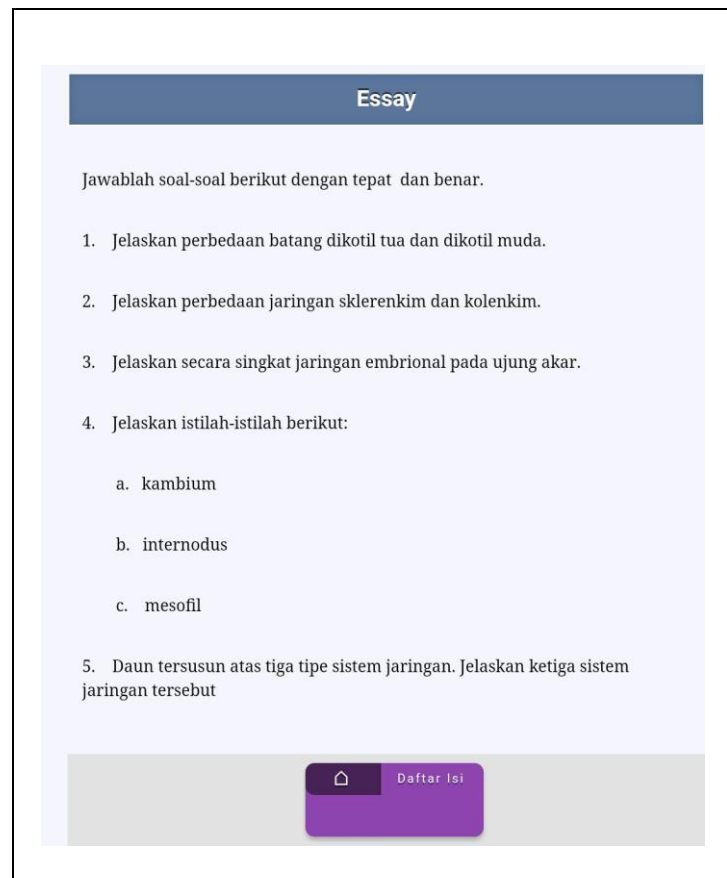 Essay
Jawablah soal-soal berikut dengan tepat dan benar.
1. Jelaskan perbedaan batang dikotil tua dan dikotil muda.
2. Jelaskan perbedaan jaringan sklerenkim dan kolenkim.
3. Jelaskan secara singkat jaringan embrional pada ujung akar.
4. Jelaskan istilah-istilah berikut:
a. kambium
b. internodus
c. mesofil
5. Daun tersusun atas tiga tipe sistem jaringan. Jelaskan ketiga sistem
jaringan tersebut
Daftar Isi